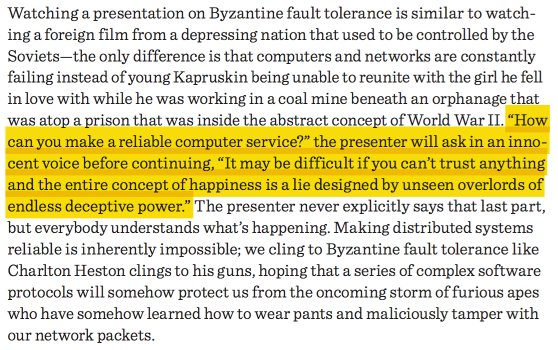 Watching a presentation on Byzantine fault tolerance is similar to watch-
ing a foreign film from a depressing nation that used to be controlled by the
Soviets—the only difference is that computers and networks are constantly
failing instead of young Kapruskin being unable to reunite with the girl he fell
in love with while he was working in a coal mine beneath an orphanage that
was atop a prison that was inside the abstract concept of World War II. “How
can you make a reliable computer service?” the presenter will ask in an inno-
cent voice before continuing, “It may be difficult if you can’t trust anything
and the entire concept of happiness is a lie designed by unseen overlords of
endless deceptive power.” The presenter never explicitly says that last part,
but everybody understands what’s happening. Making distributed systems
reliable is inherently impossible; we cling to Byzantine fault tolerance like
Charlton Heston clings to his guns, hoping that a series of complex software
protocols will somehow protect us from the oncoming storm of furious apes
who have somehow learned how to wear pants and maliciously tamper with
our network packets.